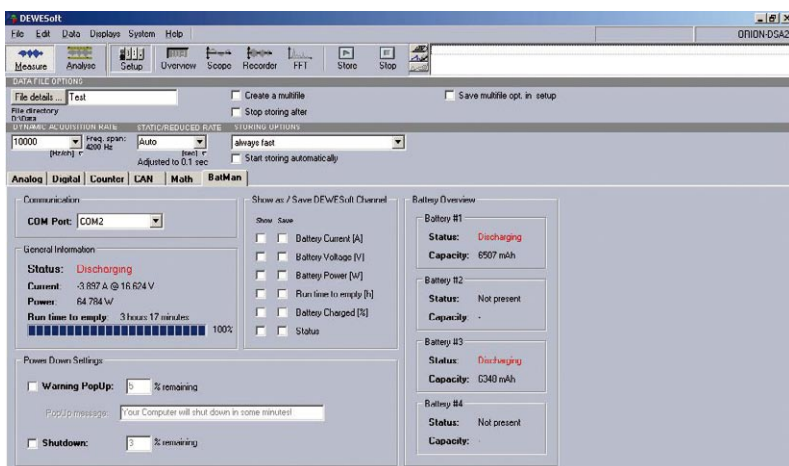 DEWESoft
File Edit Data Displays System Help
ORION-DSA2
Measure Analyse Setup Overview Scope Recorder FFT Store Stop
DATA FILE OPTIONS
File details ... Test
Create a multifile
Save multifile opt. in setup
File directory
D:\Data
Stop storing after
DYNAMIC ACQUISITION RATE STATIC/REDUCED RATE STORING OPTIONS
10000 Freq. span: Auto always fast
4200 Hz
[Hz/ch] [sec]
Adjusted to 0.1 sec
Start storing automatically
Analog Digital Counter CAN Math BatMan
Communication
COM Port: COM2
General Information
Status: Discharging
Current: -3.897 A @ 16.624 V
Power: 64.784 W
Run time to empty: 3 hours 17 minutes
100%
Show as / Save DEWESoft Channel
Show Save
Battery Current [A]
Battery Voltage [V]
Battery Power [W]
Run time to empty [h]
Battery Charged [%]
Status
Power Down Settings
Warning PopUp: 5 % remaining
PopUp message: Your Computer will shut down in some minutes!
Shutdown: 3 % remaining
Battery Overview
Battery #1
Status: Discharging
Capacity: 6507 mAh
Battery #2
Status: Not present
Capacity: -
Battery #3
Status: Discharging
Capacity: 6348 mAh
Battery #4
Status: Not present
Capacity: -